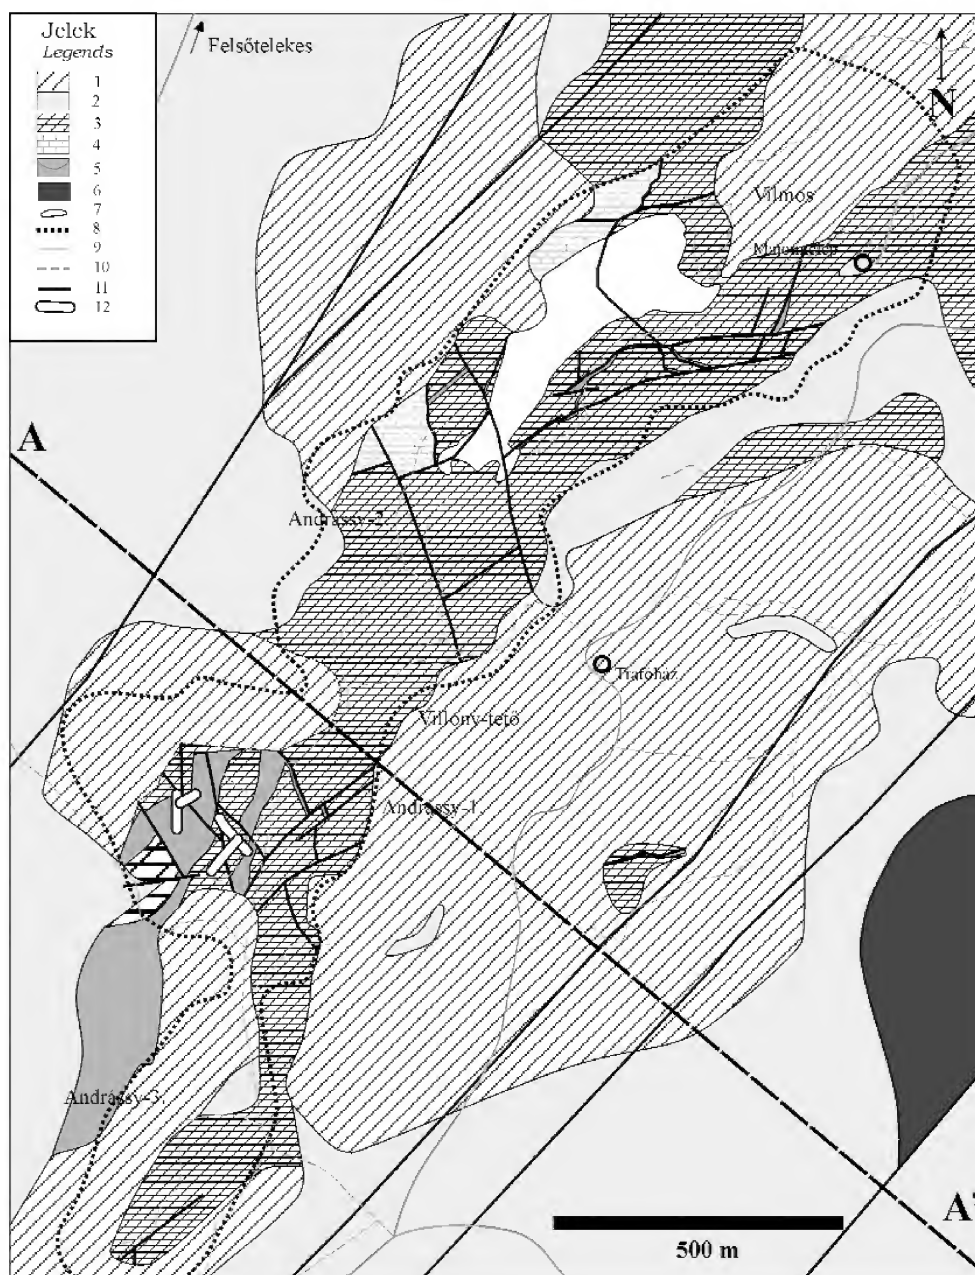 Jelek
Legends
1
2
3
4
5
6
7
8
9
10
11
12
Felsőtelekes
N
Vilmos
A
Andrássy-2.
Trafóház
Villony-tető
Andrássy-1.
Andrássy-3.
A'
500 m